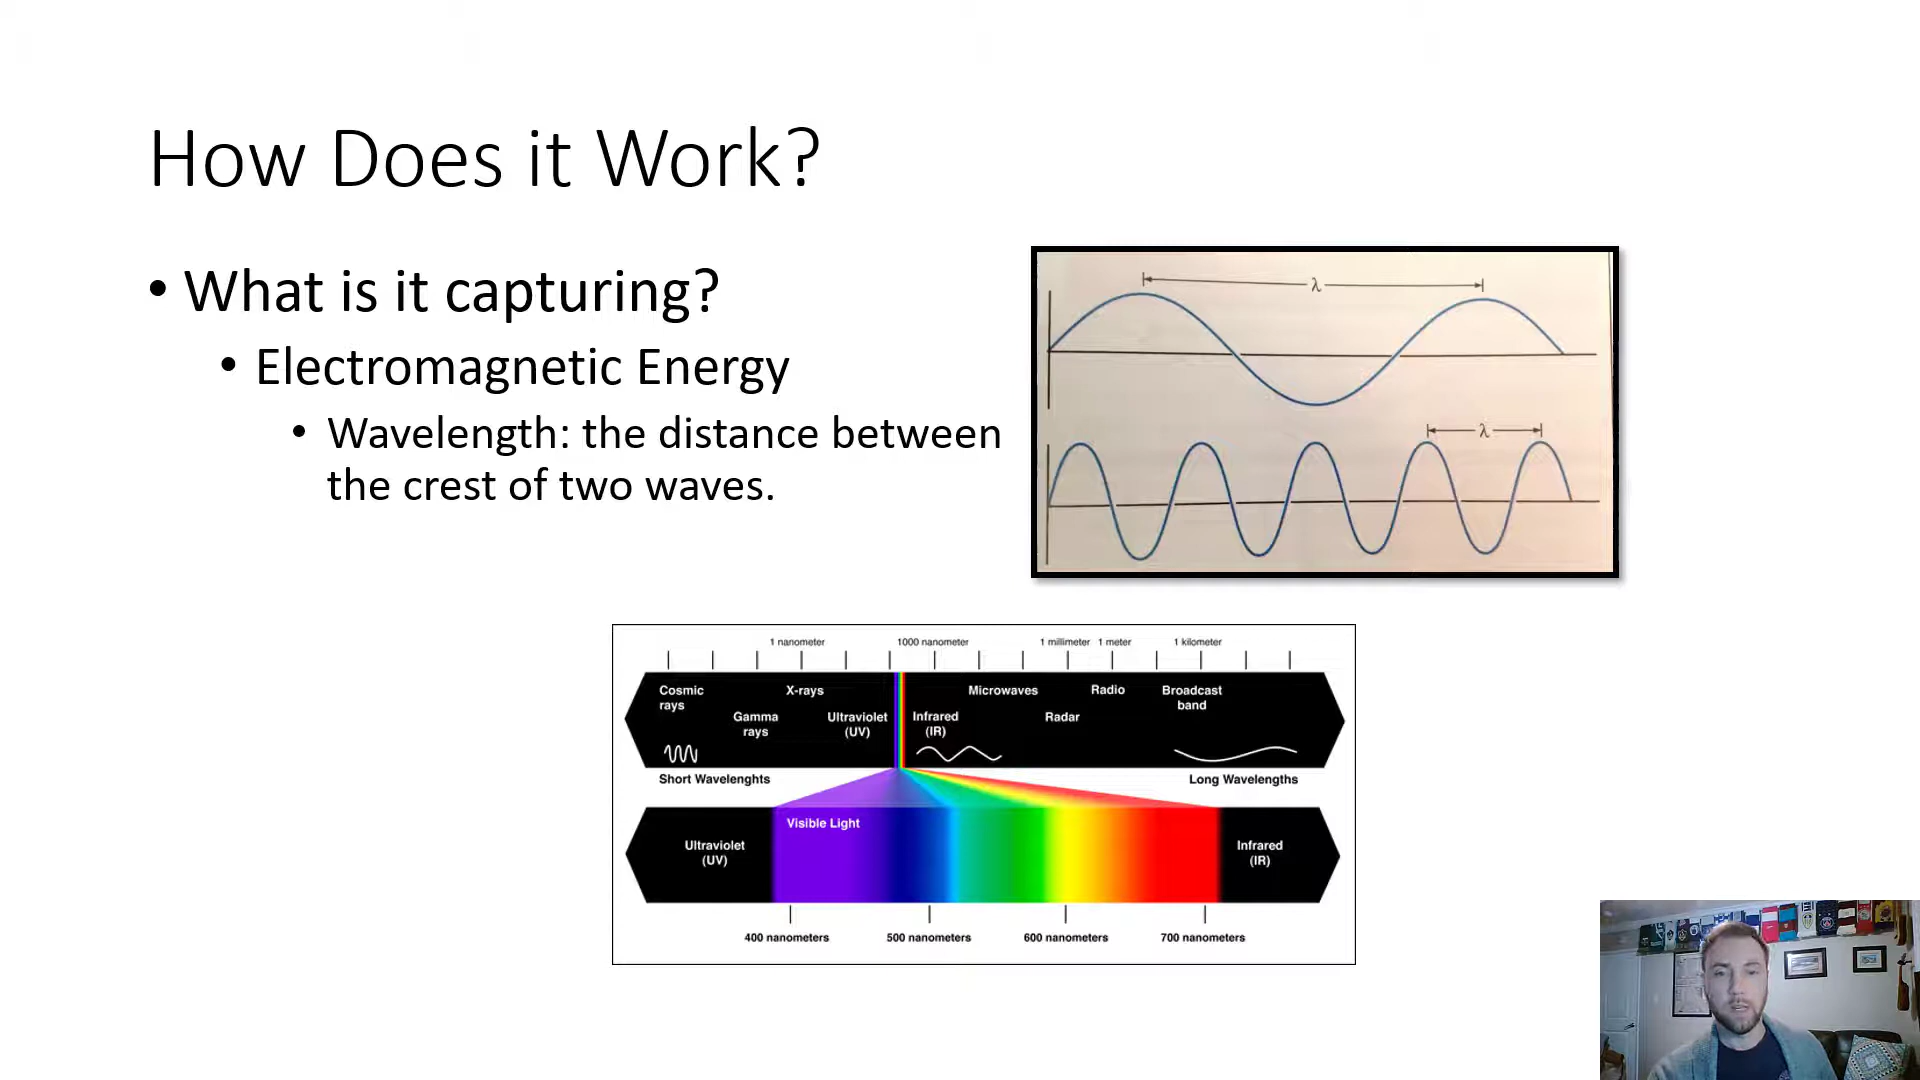 How Does it Work?
• What is it capturing?
• Electromagnetic Energy
• Wavelength: the distance between
the crest of two waves.
λ
λ
1 nanometer 1000 nanometer 1 millimeter 1 meter 1 kilometer
Cosmic
rays
Gamma
rays
X-rays
Ultraviolet
(UV)
Infrared
(IR)
Microwaves
Radar
Radio
Broadcast
band
Short Wavelenghts
Long Wavelengths
Visible Light
Ultraviolet
(UV)
Infrared
(IR)
400 nanometers 500 nanometers 600 nanometers 700 nanometers